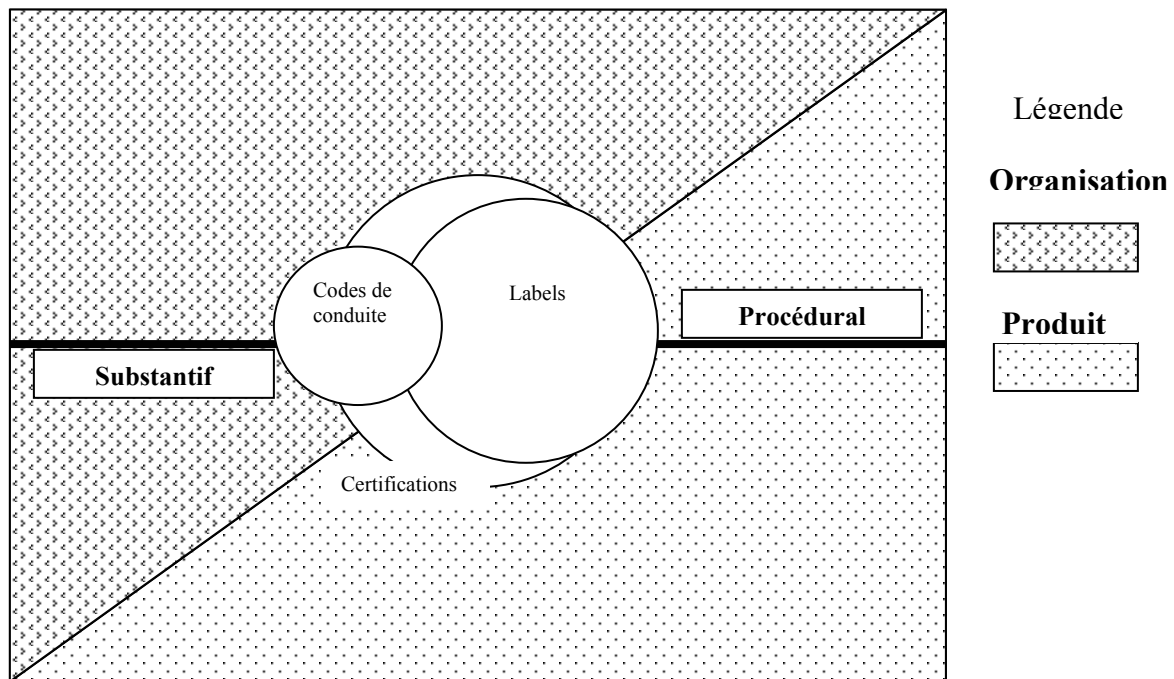 Légende
Organisation
Codes de
conduite
Labels
Procédural
Produit
Substantif
Certifications